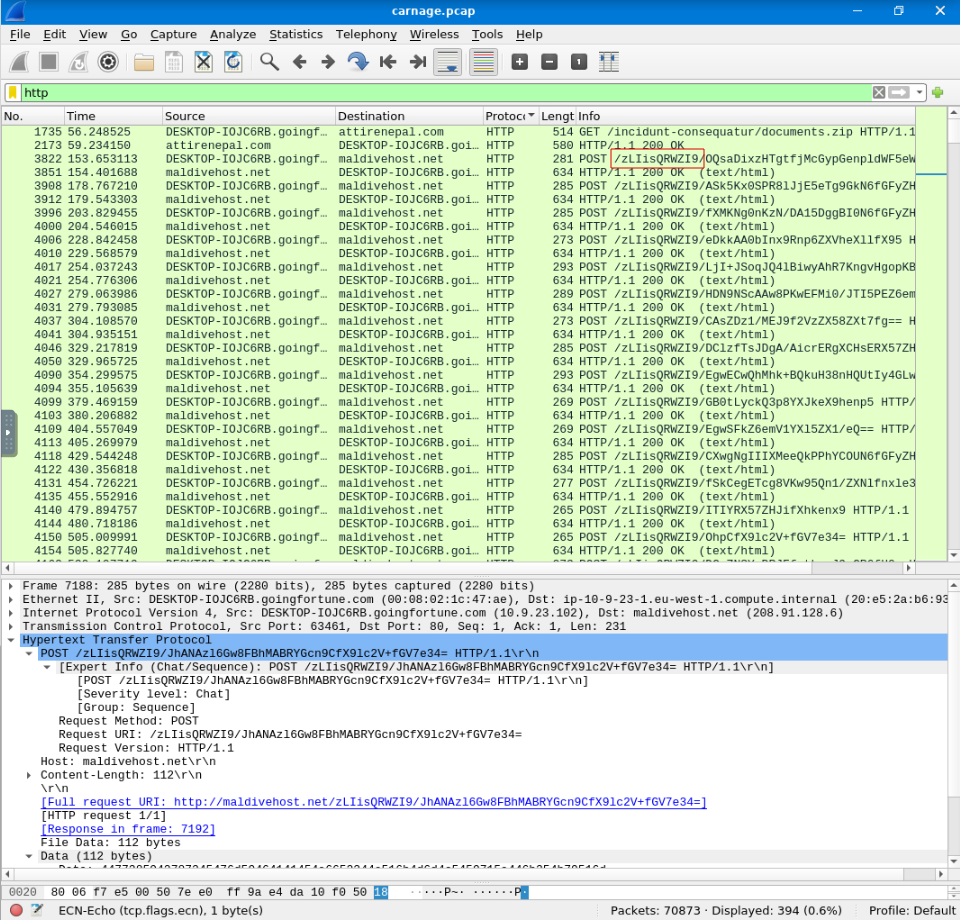 carnage.pcap
File Edit View Go Capture Analyze Statistics Telephony Wireless Tools Help
http
No. Time Source Destination Protoc Lengt Info
1735 56.248525 DESKTOP-IOJC6RB.goingf… attirenepal.com HTTP 514 GET /incidunt-consequatur/documents.zip HTTP/1.1
2173 59.234150 attirenepal.com DESKTOP-IOJC6RB.goi… HTTP 580 HTTP/1.1 200 OK
3822 153.653113 DESKTOP-IOJC6RB.goingf… maldivehost.net HTTP 281 POST /zLIisQRWZI9/OQsaDixzHTgtfjMcGypGenpldWF5eW
3851 154.401688 maldivehost.net DESKTOP-IOJC6RB.goi… HTTP 634 HTTP/1.1 200 OK (text/html)
3908 178.767210 DESKTOP-IOJC6RB.goingf… maldivehost.net HTTP 285 POST /zLIisQRWZI9/ASk5Kx0SPR8lJjE5eTg9GkN6fGFyZH
3912 179.543303 maldivehost.net DESKTOP-IOJC6RB.goi… HTTP 634 HTTP/1.1 200 OK (text/html)
3996 203.829455 DESKTOP-IOJC6RB.goingf… maldivehost.net HTTP 285 POST /zLIisQRWZI9/fXMKNg0nKzN/DA15DggBI0N6fGFyZH
4000 204.546015 maldivehost.net DESKTOP-IOJC6RB.goi… HTTP 634 HTTP/1.1 200 OK (text/html)
4006 228.842458 DESKTOP-IOJC6RB.goingf… maldivehost.net HTTP 273 POST /zLIisQRWZI9/eDkkAA0bInx9Rnp6ZXVheXllfX95 H
4010 229.568579 maldivehost.net DESKTOP-IOJC6RB.goi… HTTP 634 HTTP/1.1 200 OK (text/html)
4017 254.037243 DESKTOP-IOJC6RB.goingf… maldivehost.net HTTP 293 POST /zLIisQRWZI9/LjI+JSoqJQ4lBiwyAhR7KngvHgopKB
4021 254.776306 maldivehost.net DESKTOP-IOJC6RB.goi… HTTP 634 HTTP/1.1 200 OK (text/html)
4027 279.063986 DESKTOP-IOJC6RB.goingf… maldivehost.net HTTP 289 POST /zLIisQRWZI9/HDN9NScAAw8PKwEFMi0/JTI5PEZ6em
4031 279.793085 maldivehost.net DESKTOP-IOJC6RB.goi… HTTP 634 HTTP/1.1 200 OK (text/html)
4037 304.108570 DESKTOP-IOJC6RB.goingf… maldivehost.net HTTP 273 POST /zLIisQRWZI9/CAsZDz1/MEJ9f2VzZX58ZXt7fg== H
4041 304.935151 maldivehost.net DESKTOP-IOJC6RB.goi… HTTP 634 HTTP/1.1 200 OK (text/html)
4046 329.217819 DESKTOP-IOJC6RB.goingf… maldivehost.net HTTP 285 POST /zLIisQRWZI9/DClzfTsJDgA/AicrERgXCHsERX57ZH
4050 329.965725 maldivehost.net DESKTOP-IOJC6RB.goi… HTTP 634 HTTP/1.1 200 OK (text/html)
4090 354.299575 DESKTOP-IOJC6RB.goingf… maldivehost.net HTTP 293 POST /zLIisQRWZI9/EgwECwQhMhk+BQkuH38nHQUtIy4GLw
4094 355.105639 maldivehost.net DESKTOP-IOJC6RB.goi… HTTP 634 HTTP/1.1 200 OK (text/html)
4099 379.469159 DESKTOP-IOJC6RB.goingf… maldivehost.net HTTP 269 POST /zLIisQRWZI9/GB0tLyckQ3p8YXJkeX9henp5 HTTP/
4103 380.206882 maldivehost.net DESKTOP-IOJC6RB.goi… HTTP 634 HTTP/1.1 200 OK (text/html)
4109 404.557049 DESKTOP-IOJC6RB.goingf… maldivehost.net HTTP 269 POST /zLIisQRWZI9/EgwSFkZ6emV1YXl5ZX1/eQ== HTTP/
4113 405.269979 maldivehost.net DESKTOP-IOJC6RB.goi… HTTP 634 HTTP/1.1 200 OK (text/html)
4118 429.544248 DESKTOP-IOJC6RB.goingf… maldivehost.net HTTP 285 POST /zLIisQRWZI9/CXwgNgIIIXMeeQkPPhYCOUN6fGFyZH
4122 430.356818 maldivehost.net DESKTOP-IOJC6RB.goi… HTTP 634 HTTP/1.1 200 OK (text/html)
4131 454.726221 DESKTOP-IOJC6RB.goingf… maldivehost.net HTTP 277 POST /zLIisQRWZI9/fSkCegETcg8VKw95Qn1/ZXNlfnxle3
4135 455.552916 maldivehost.net DESKTOP-IOJC6RB.goi… HTTP 634 HTTP/1.1 200 OK (text/html)
4140 479.894757 DESKTOP-IOJC6RB.goingf… maldivehost.net HTTP 265 POST /zLIisQRWZI9/ITIYRX57ZHJifXhkenx9 HTTP/1.1
4144 480.718186 maldivehost.net DESKTOP-IOJC6RB.goi… HTTP 634 HTTP/1.1 200 OK (text/html)
4150 505.009991 DESKTOP-IOJC6RB.goingf… maldivehost.net HTTP 265 POST /zLIisQRWZI9/OhpCfX9lc2V+fGV7e34= HTTP/1.1
4154 505.827740 maldivehost.net DESKTOP-IOJC6RB.goi… HTTP 634 HTTP/1.1 200 OK (text/html)
Frame 7188: 285 bytes on wire (2280 bits), 285 bytes captured (2280 bits)
Ethernet II, Src: DESKTOP-IOJC6RB.goingfortune.com (00:08:02:1c:47:ae), Dst: ip-10-9-23-1.eu-west-1.compute.internal (20:e5:2a:b6:93
Internet Protocol Version 4, Src: DESKTOP-IOJC6RB.goingfortune.com (10.9.23.102), Dst: maldivehost.net (208.91.128.6)
Transmission Control Protocol, Src Port: 63461, Dst Port: 80, Seq: 1, Ack: 1, Len: 231
Hypertext Transfer Protocol
POST /zLIisQRWZI9/JhANAzl6Gw8FBhMABRYGcn9CfX9lc2V+fGV7e34= HTTP/1.1\r\n
[Expert Info (Chat/Sequence): POST /zLIisQRWZI9/JhANAzl6Gw8FBhMABRYGcn9CfX9lc2V+fGV7e34= HTTP/1.1\r\n]
[POST /zLIisQRWZI9/JhANAzl6Gw8FBhMABRYGcn9CfX9lc2V+fGV7e34= HTTP/1.1\r\n]
[Severity level: Chat]
[Group: Sequence]
Request Method: POST
Request URI: /zLIisQRWZI9/JhANAzl6Gw8FBhMABRYGcn9CfX9lc2V+fGV7e34=
Request Version: HTTP/1.1
Host: maldivehost.net\r\n
Content-Length: 112\r\n
\r\n
[Full request URI: http://maldivehost.net/zLIisQRWZI9/JhANAzl6Gw8FBhMABRYGcn9CfX9lc2V+fGV7e34=]
[HTTP request 1/1]
[Response in frame: 7192]
File Data: 112 bytes
Data (112 bytes)
0020 80 06 f7 e5 00 50 7e e0 ff 9a e4 da 10 f0 50 18 ·····P~· ······P·
ECN-Echo (tcp.flags.ecn), 1 byte(s) Packets: 70873 · Displayed: 394 (0.6%) Profile: Default